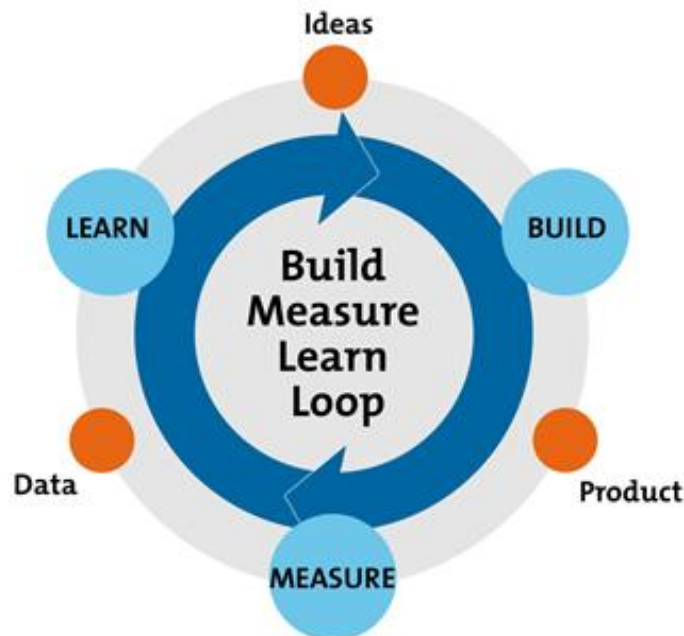 Ideas
LEARN
BUILD
Build
Measure
Learn
Loop
Data
Product
MEASURE